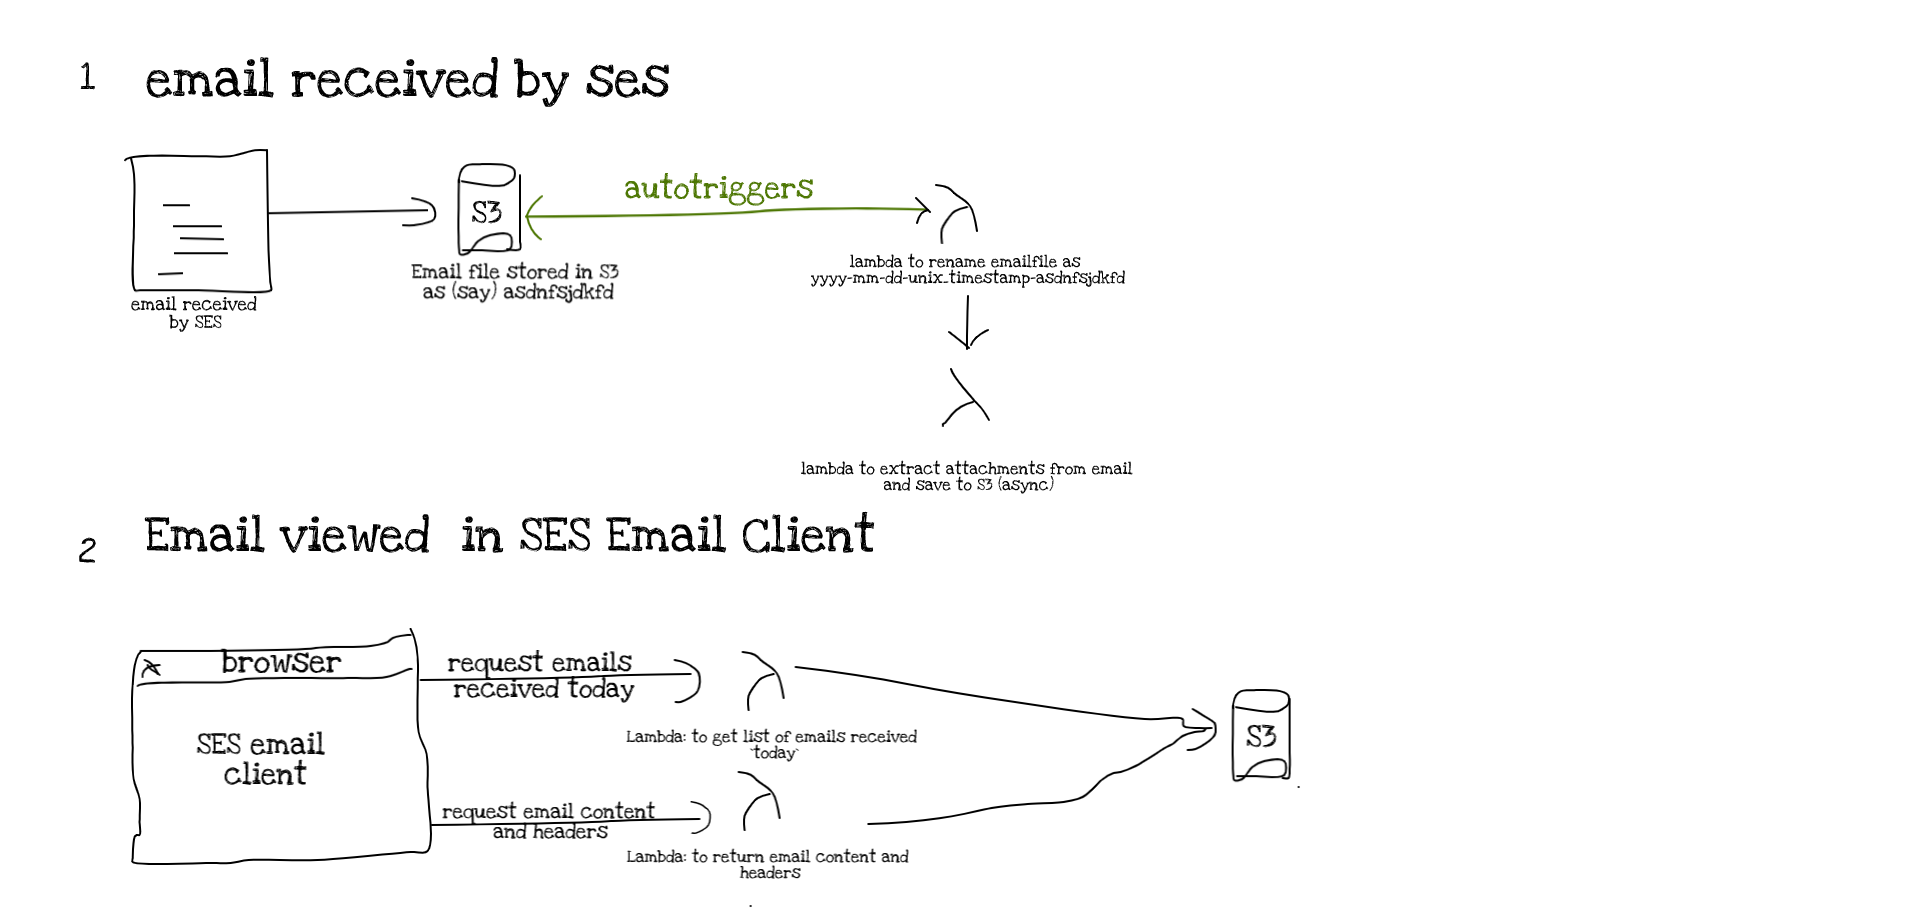 1 email received by ses
autotriggers
S3
Email file stored in S3
as (say) asdnfsjdkfd
email received
by SES
lambda to rename emailfile as
yyyy-mm-dd-unix_timestamp-asdnfsjdkfd
lambda to extract attachments from email
and save to S3 (async)
2 Email viewed in SES Email Client
browser
SES email
client
request emails
received today
Lambda: to get list of emails received
`today`
request email content
and headers
Lambda: to return email content and
headers
S3